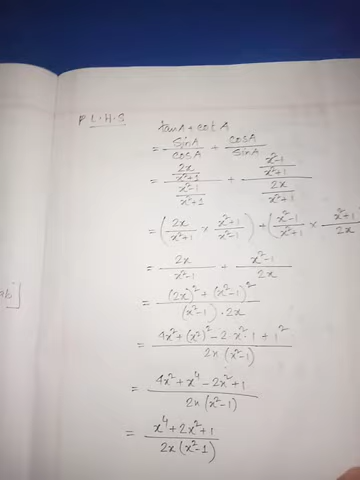 P L.H.S
tanA + cot A
= SinA/cosA + cosA/SinA
= (2x/x²+1)/(x²-1/x²+1) + (x²-1/x²+1)/(2x/x²+1)
= (2x/x²+1 × x²+1/x²-1) + (x²-1/x²+1 × x²+1/2x
= 2x/x²-1 + x²-1/2x
= (2x)² + (x²-1)²/(x²-1) · 2x
= 4x² + (x²)² - 2·x²·1 + 1²/2x(x²-1)
= 4x² + x⁴ - 2x² + 1/2x(x²-1)
= x⁴ + 2x² + 1/2x(x²-1)
ab]